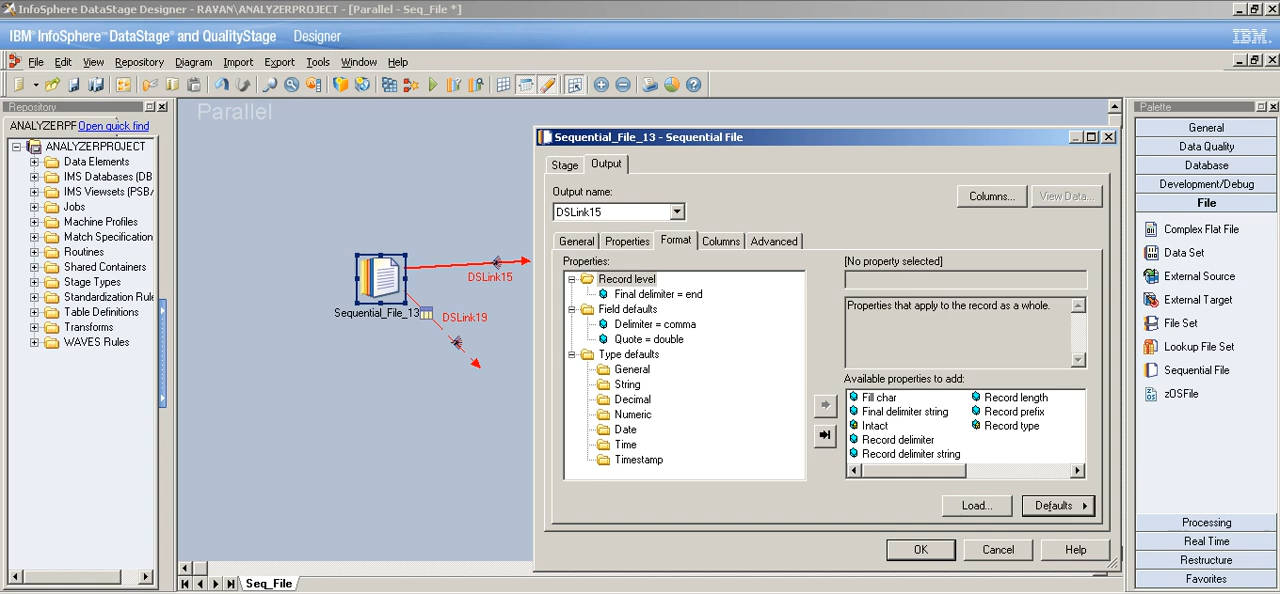 InfoSphere DataStage Designer - RAVAN\ANALYZERPROJECT - [Parallel - Seq_File *]
IBM® InfoSphere™ DataStage® and QualityStage Designer
IBM.
File Edit View Repository Diagram Import Export Tools Window Help
Repository
ANALYZERPF Open quick find
ANALYZERPROJECT
Data Elements
IMS Databases (DB
IMS Viewsets (PSB/
Jobs
Machine Profiles
Match Specification
Routines
Shared Containers
Stage Types
Standardization Rule
Table Definitions
Transforms
WAVES Rules
Parallel
Sequential_File_13
DSLink15
DSLink19
Seq_File
Sequential_File_13 - Sequential File
Stage Output
Output name:
DSLink15
Columns... View Data...
General Properties Format Columns Advanced
Properties:
Record level
Final delimiter = end
Field defaults
Delimiter = comma
Quote = double
Type defaults
General
String
Decimal
Numeric
Date
Time
Timestamp
[No property selected]
Properties that apply to the record as a whole.
Available properties to add:
Fill char Record length
Final delimiter string Record prefix
Intact Record type
Record delimiter
Record delimiter string
Load... Defaults
OK Cancel Help
Palette
General
Data Quality
Database
Development/Debug
File
Complex Flat File
Data Set
External Source
External Target
File Set
Lookup File Set
Sequential File
zOSFile
Processing
Real Time
Restructure
Favorites